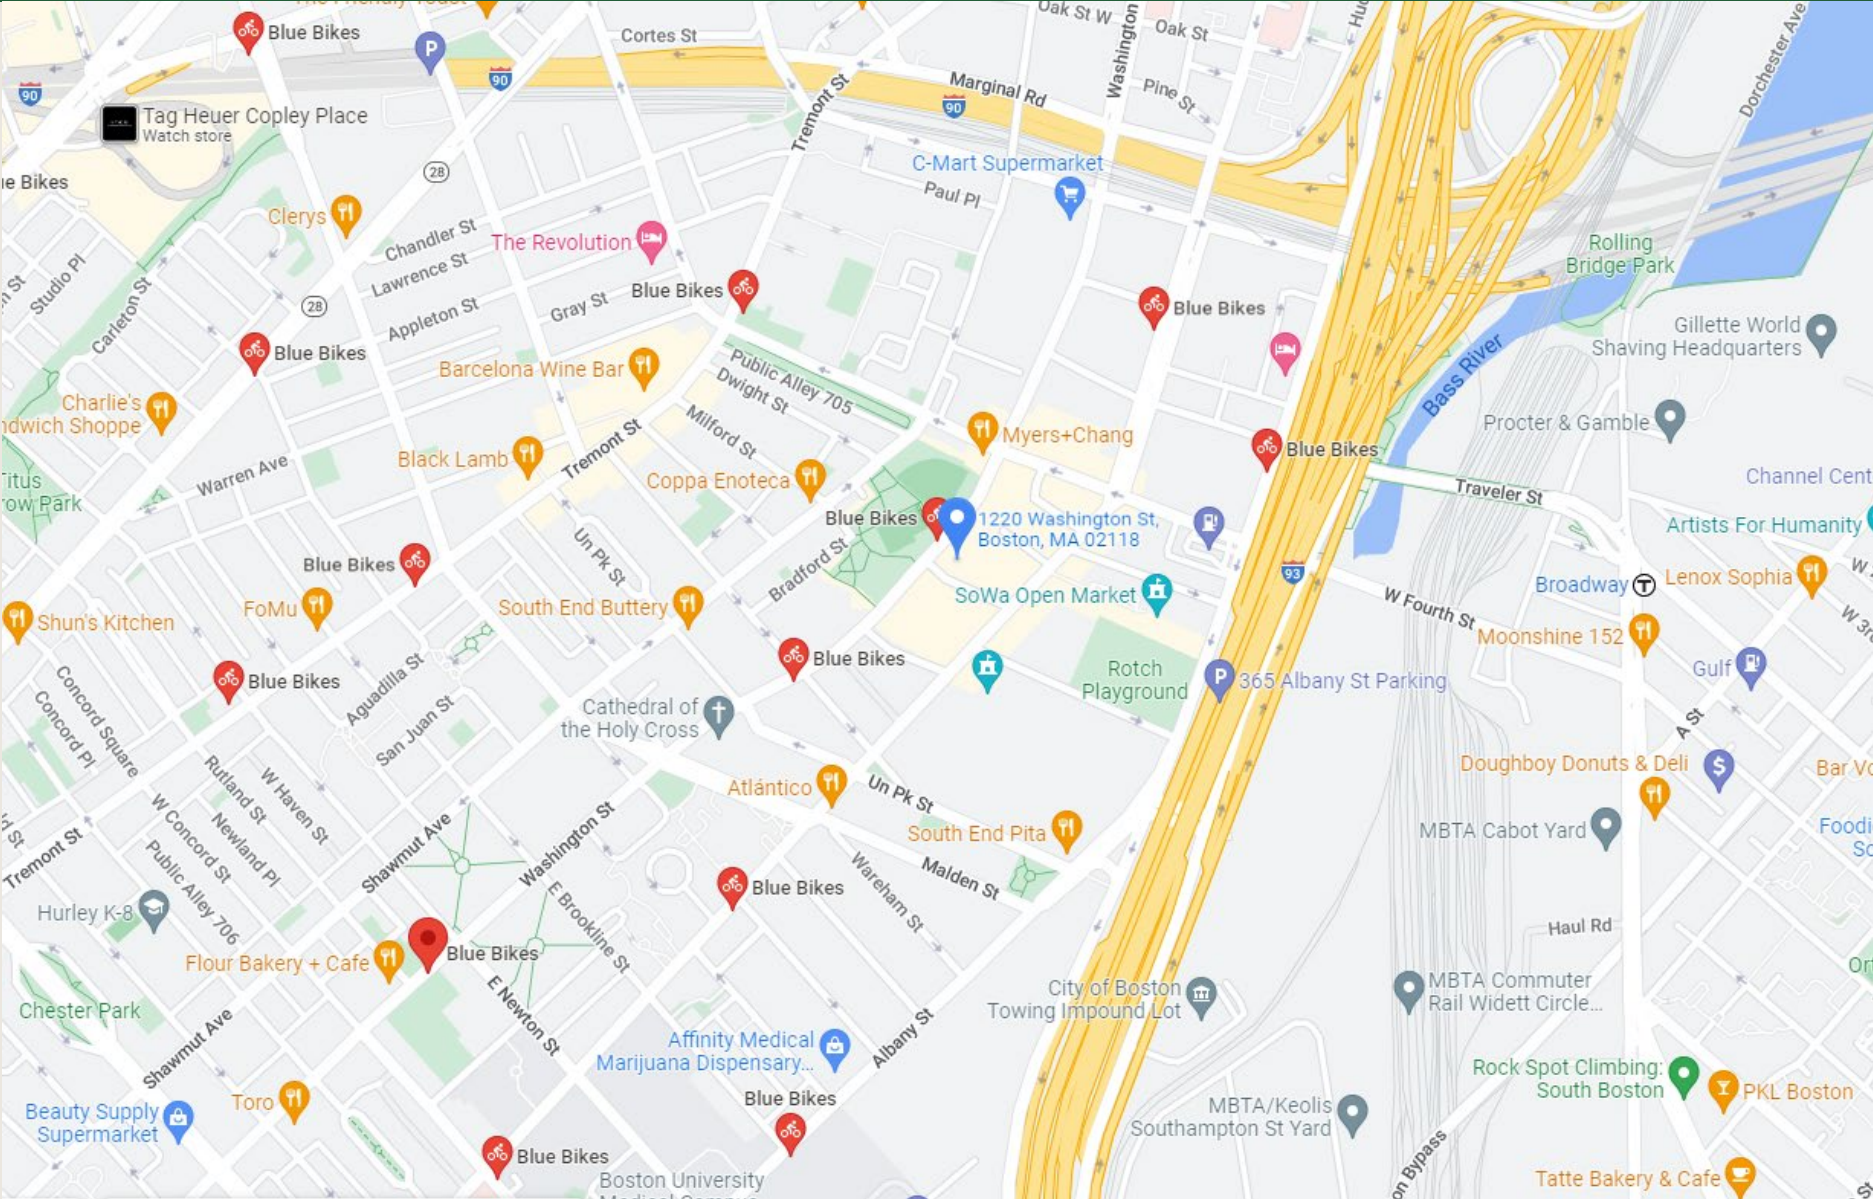 Blue Bikes
P
Cortes St
Oak St W
Oak St
Washington
Dorchester Ave
90
90
90
Marginal Rd
Pine St
Tremont St
Tag Heuer Copley Place
Watch store
28
C-Mart Supermarket
Paul Pl
Bikes
Clerys
Chandler St
The Revolution
Lawrence St
Studio Pl
Carleton St
28
Appleton St
Gray St
Blue Bikes
Blue Bikes
Rolling
Bridge Park
Gillette World
Shaving Headquarters
Blue Bikes
Barcelona Wine Bar
Public Alley 705
Dwight St
Bass River
Charlie's
Milford St
Procter & Gamble
Myers+Chang
Blue Bikes
Black Lamb
Tremont St
Warren Ave
Coppa Enoteca
Traveler St
Blue Bikes
1220 Washington St,
Boston, MA 02118
Artists For Humanity
Bradford St
Un Pk St
Blue Bikes
93
Broadway
T
Lenox Sophia
SoWa Open Market
W Fourth St
FoMu
South End Buttery
Shun's Kitchen
Moonshine 152
Blue Bikes
Rotch
Playground
P
365 Albany St Parking
Gulf
Blue Bikes
Concord Square
Concord Pl
Aguadilla St
San Juan St
Cathedral of
the Holy Cross
A St
Rutland St
W Haven St
Atlántico
Un Pk St
Doughboy Donuts & Deli
$
W Concord St
Newland Pl
South End Pita
MBTA Cabot Yard
Tremont St
Shawmut Ave
Washington St
Malden St
Public Alley 706
Blue Bikes
Wareham St
Hurley K-8
E Brookline St
Haul Rd
Blue Bikes
Flour Bakery + Cafe
City of Boston
Towing Impound Lot
MBTA Commuter
Rail Widett Circle...
Chester Park
E Newton St
Shawmut Ave
Albany St
Affinity Medical
Marijuana Dispensary...
Rock Spot Climbing:
South Boston
PKL Boston
Toro
Beauty Supply
Supermarket
Blue Bikes
MBTA/Keolis
Southampton St Yard
Blue Bikes
Boston University
Bypass
Tatte Bakery & Cafe